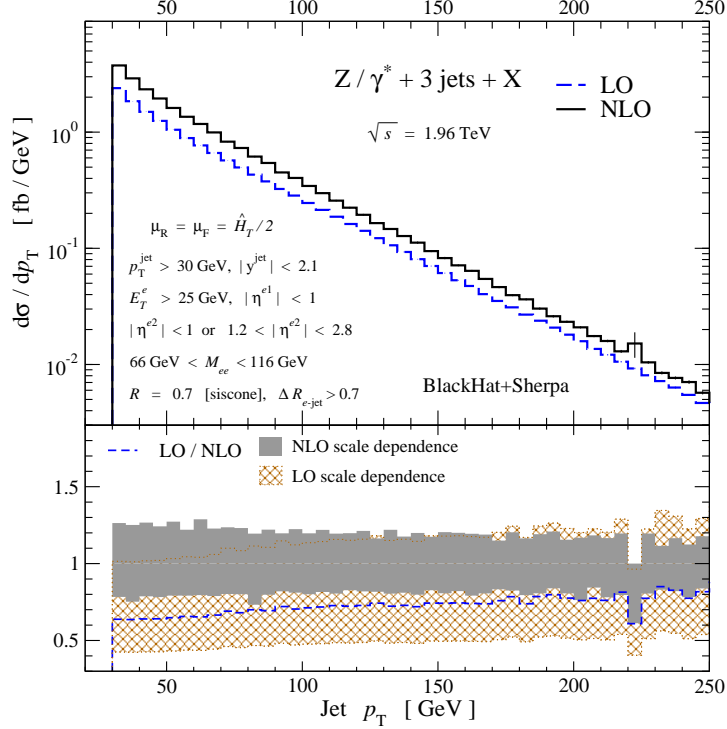 50 100 150 200 250
Z / γ* + 3 jets + X
√s = 1.96 TeV
LO
NLO
dσ / dp_T [ fb / GeV ]
10^0
10^-1
10^-2
μ_R = μ_F = Ĥ_T / 2
p_T^jet > 30 GeV, | y^jet | < 2.1
E_T^e > 25 GeV, | η^e1 | < 1
| η^e2 | < 1 or 1.2 < | η^e2 | < 2.8
66 GeV < M_ee < 116 GeV
R = 0.7 [siscone], Δ R_e-jet > 0.7
BlackHat+Sherpa
LO / NLO
NLO scale dependence
LO scale dependence
1.5
1
0.5
50 100 150 200 250
Jet p_T [ GeV ]